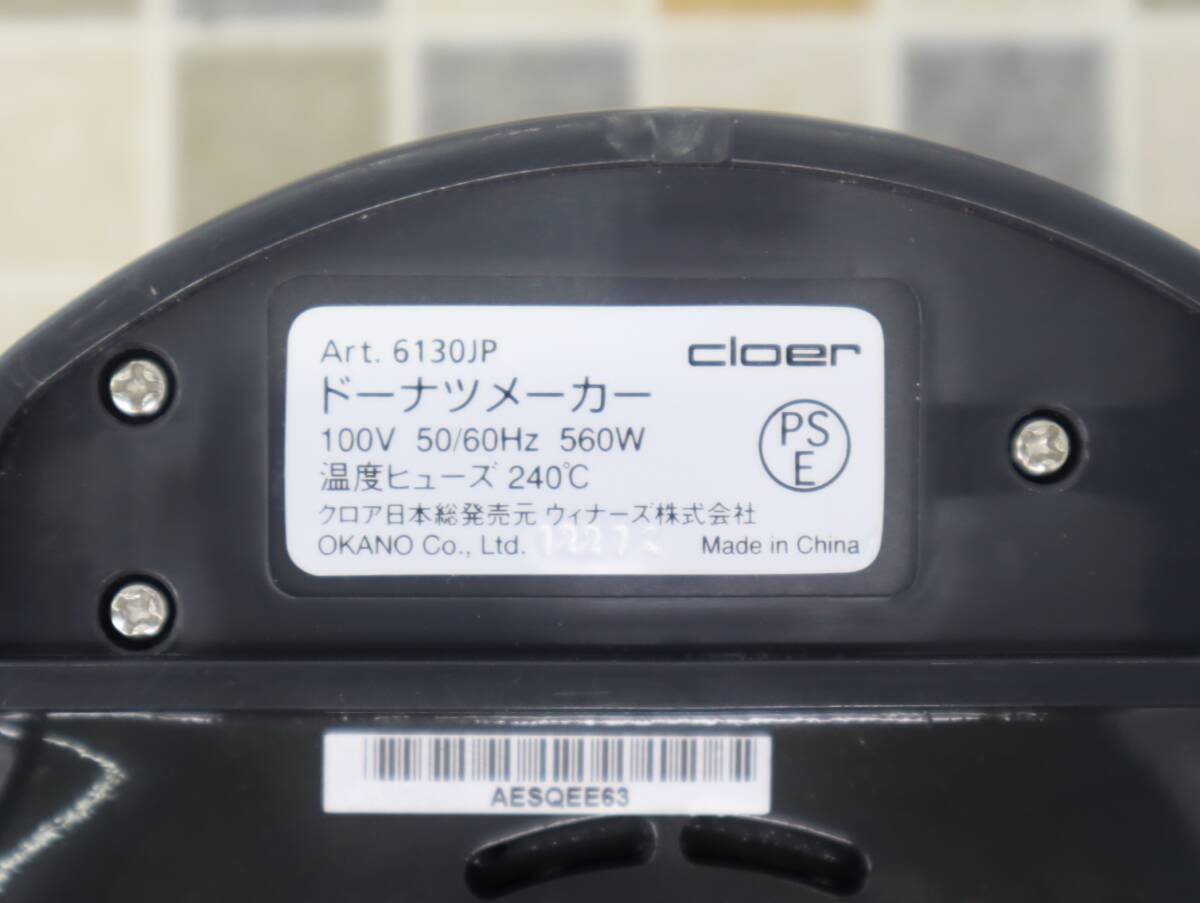 Art. 6130JP
cloer
ドーナツメーカー
100V 50/60Hz 560W
PS
E
温度ヒューズ 240℃
クロア日本総発売元 ウィナーズ株式会社
OKANO Co., Ltd.
Made in China
AESQEE63